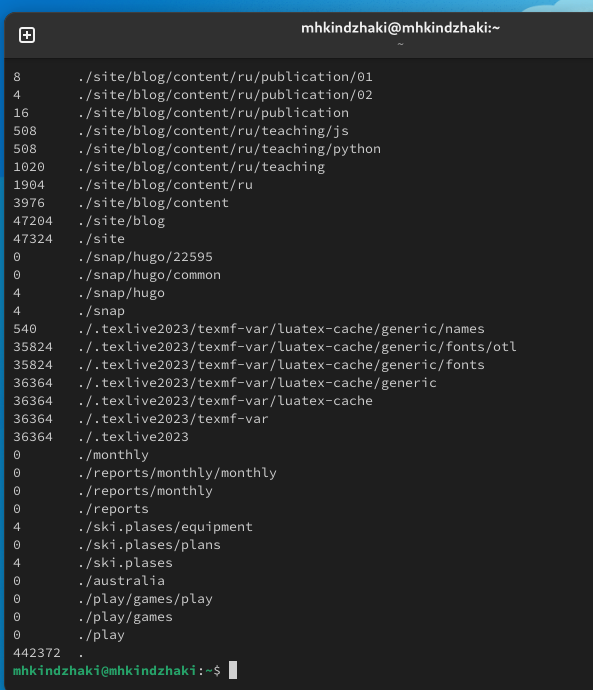 mhkindzhaki@mhkindzhaki:~
~
8 ./site/blog/content/ru/publication/01
4 ./site/blog/content/ru/publication/02
16 ./site/blog/content/ru/publication
508 ./site/blog/content/ru/teaching/js
508 ./site/blog/content/ru/teaching/python
1020 ./site/blog/content/ru/teaching
1904 ./site/blog/content/ru
3976 ./site/blog/content
47204 ./site/blog
47324 ./site
0 ./snap/hugo/22595
0 ./snap/hugo/common
4 ./snap/hugo
4 ./snap
540 ./.texlive2023/texmf-var/luatex-cache/generic/names
35824 ./.texlive2023/texmf-var/luatex-cache/generic/fonts/otl
35824 ./.texlive2023/texmf-var/luatex-cache/generic/fonts
36364 ./.texlive2023/texmf-var/luatex-cache/generic
36364 ./.texlive2023/texmf-var/luatex-cache
36364 ./.texlive2023/texmf-var
36364 ./.texlive2023
0 ./monthly
0 ./reports/monthly/monthly
0 ./reports/monthly
0 ./reports
4 ./ski.plases/equipment
0 ./ski.plases/plans
4 ./ski.plases
0 ./australia
0 ./play/games/play
0 ./play/games
0 ./play
442372 .
mhkindzhaki@mhkindzhaki:~$